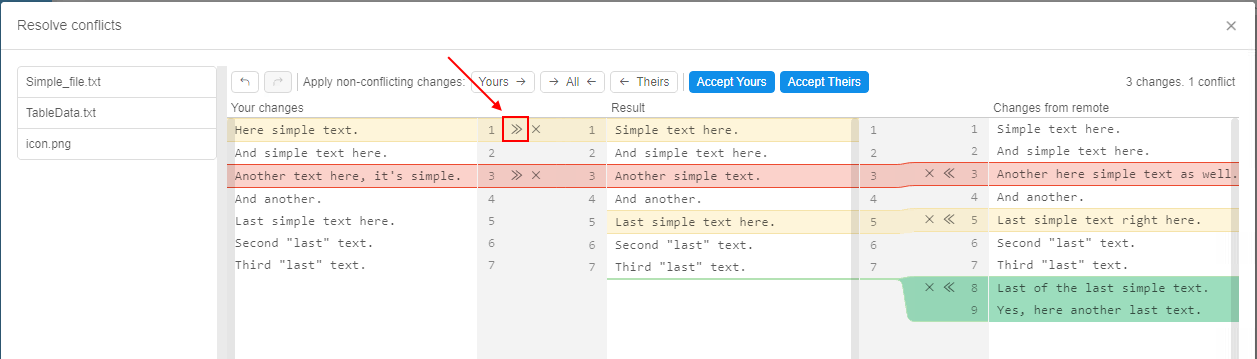 Resolve conflicts ×
Simple_file.txt
TableData.txt
icon.png
Apply non-conflicting changes: Yours → → All ← ← Theirs Accept Yours Accept Theirs 3 changes. 1 conflict
Your changes Result Changes from remote
Here simple text. 1 » × 1 Simple text here. 1 1 Simple text here.
And simple text here. 2 2 And simple text here. 2 2 And simple text here.
Another text here, it's simple. 3 » × 3 Another simple text. 3 × « 3 Another here simple text as well.
And another. 4 4 And another. 4 4 And another.
Last simple text here. 5 5 Last simple text here. 5 × « 5 Last simple text right here.
Second "last" text. 6 6 Second "last" text. 6 6 Second "last" text.
Third "last" text. 7 7 Third "last" text. 7 7 Third "last" text.
× « 8 Last of the last simple text.
9 Yes, here another last text.